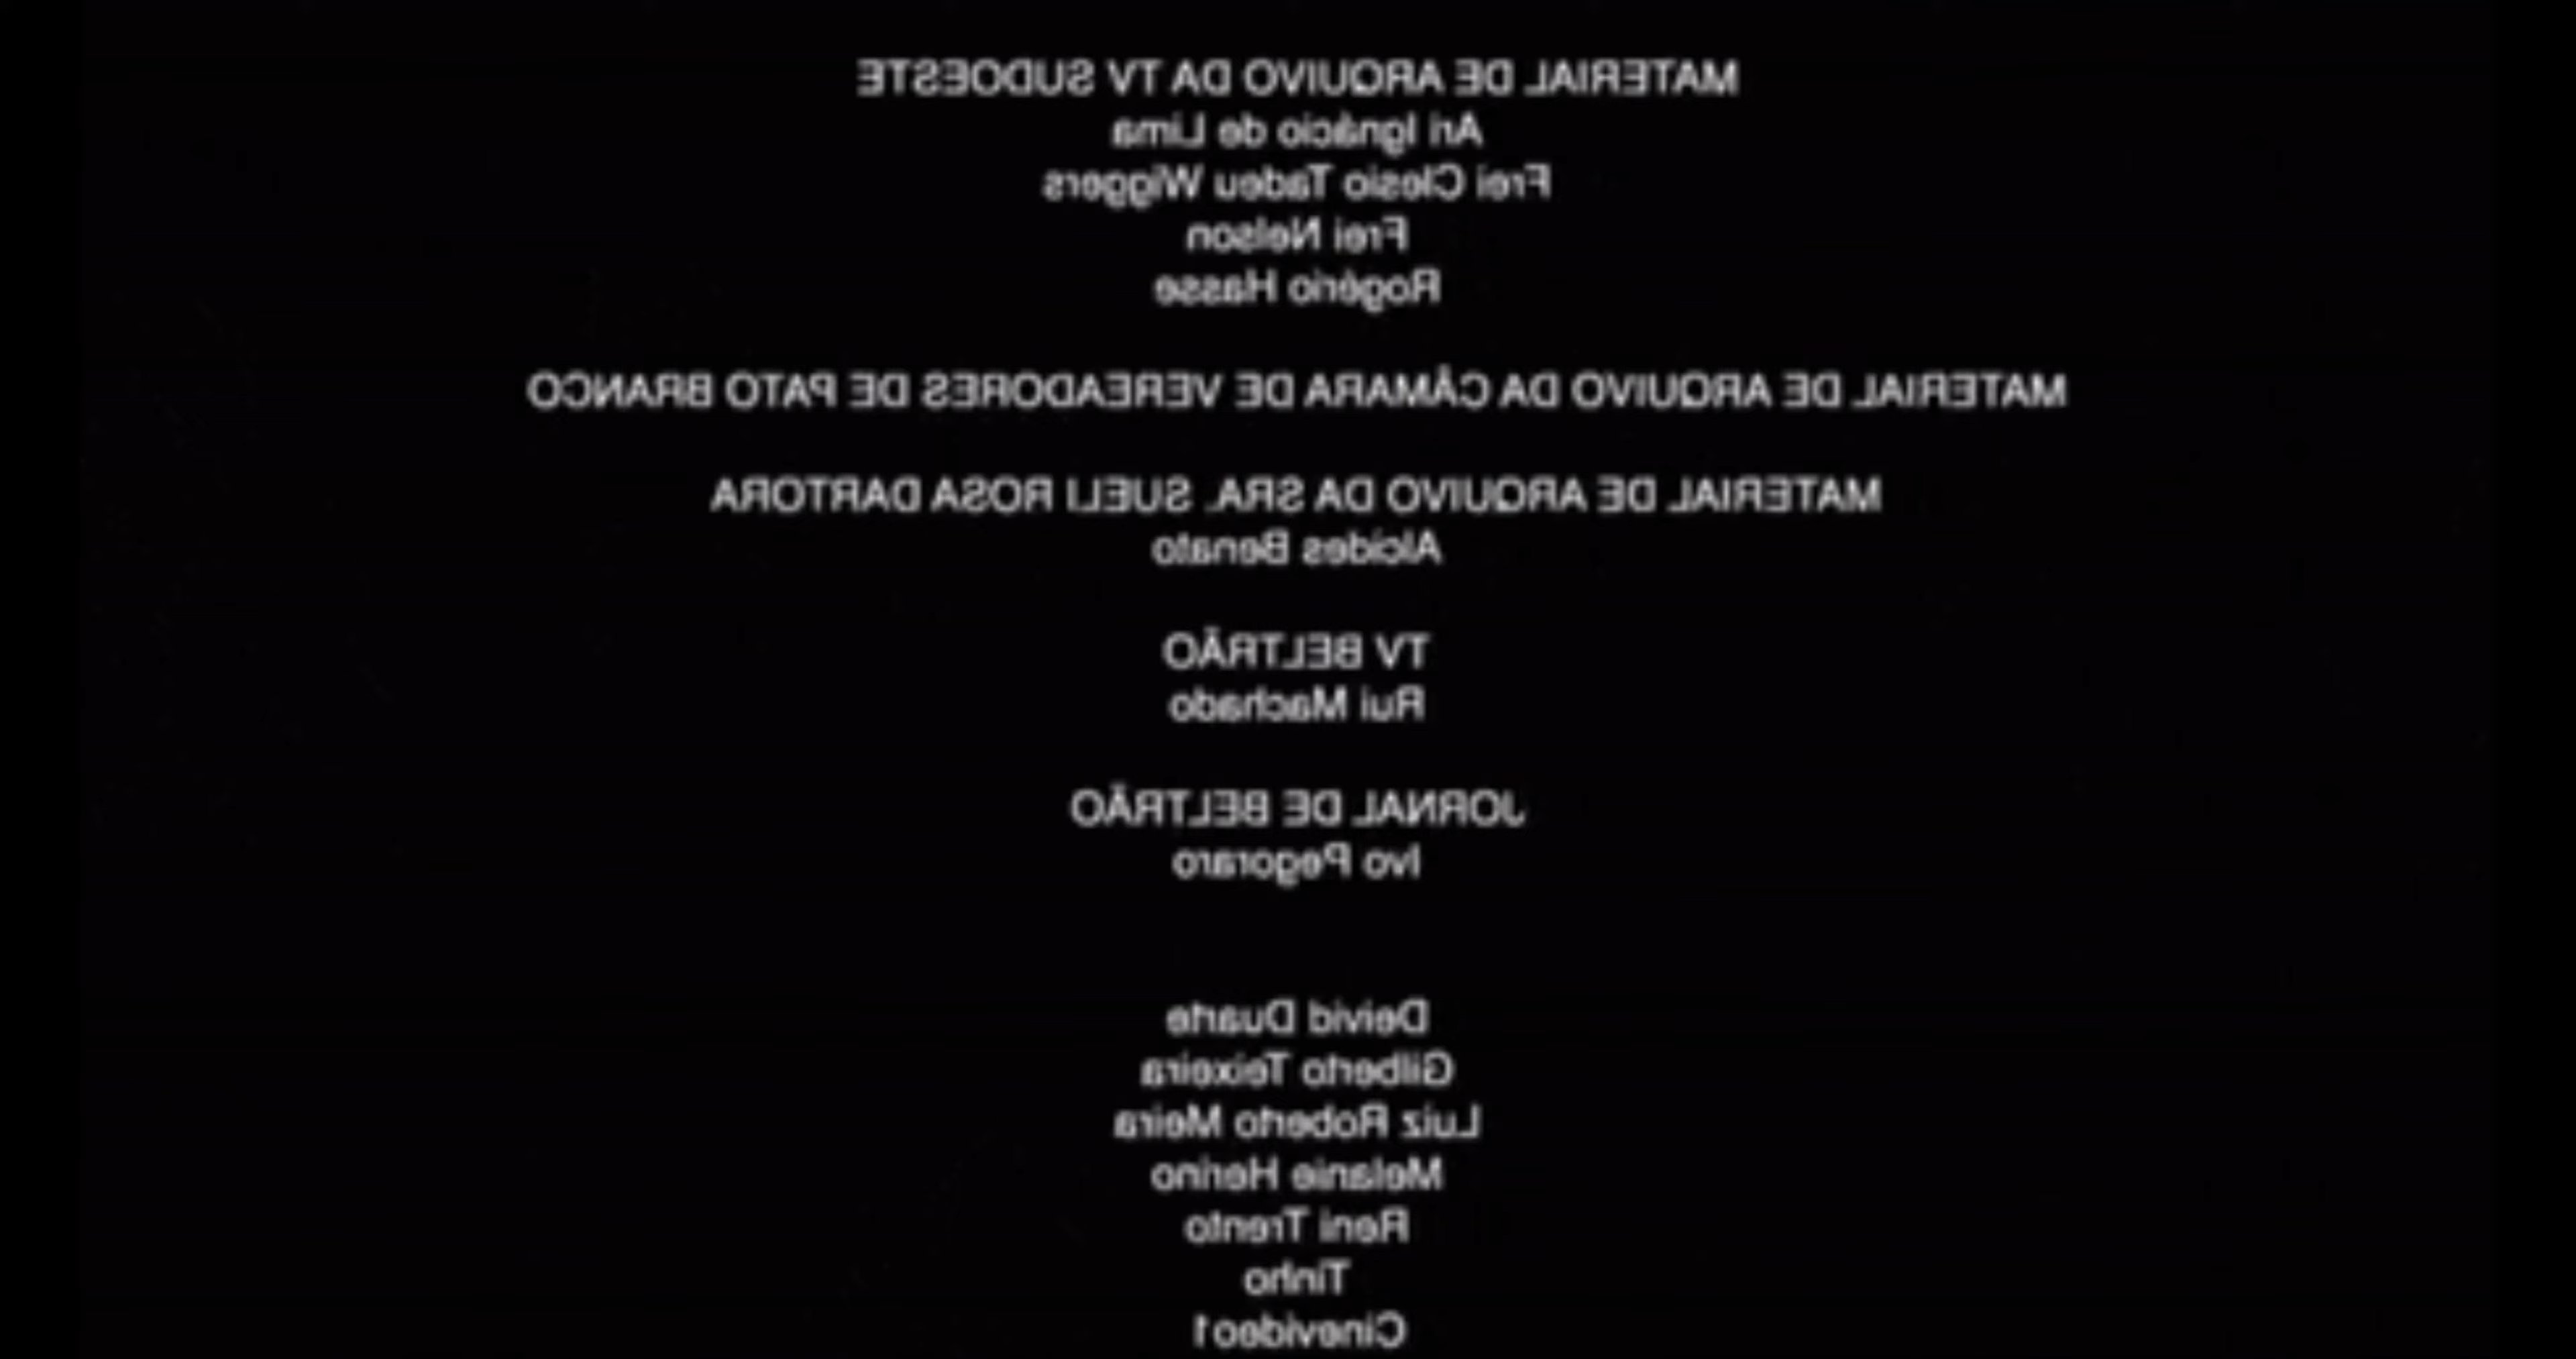 MATERIAL DE ARQUIVO DA TV SUDOESTE
Ari Ignácio de Lima
Frei Clesio Tadeu Wiggers
Frei Nelson
Rogério Hasse
MATERIAL DE ARQUIVO DA CÂMARA DE VEREADORES DE PATO BRANCO
MATERIAL DE ARQUIVO DA SRA. SUELI ROSA DARTORA
Alcides Benato
TV BELTRÃO
Rui Machado
JORNAL DE BELTRÃO
Ivo Pegoraro
Deivid Duarte
Gilberto Teixeira
Luiz Roberto Meira
Melanie Herino
Reni Trento
Tinho
Cinevideo1